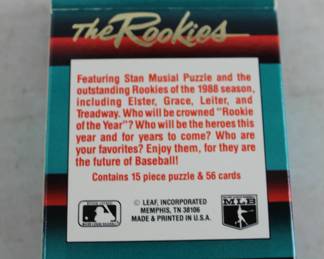 The Rookies
Featuring Stan Musial Puzzle and the
outstanding Rookies of the 1988 season,
including Elster, Grace, Leiter, and
Treadway. Who will be crowned "Rookie
of the Year"? Who will be the heroes this
year and for years to come? Who are
your favorites? Enjoy them, for they are
the future of Baseball!
Contains 15 piece puzzle & 56 cards
© LEAF, INCORPORATED
MEMPHIS, TN 38106
MADE & PRINTED IN U.S.A.
MLB